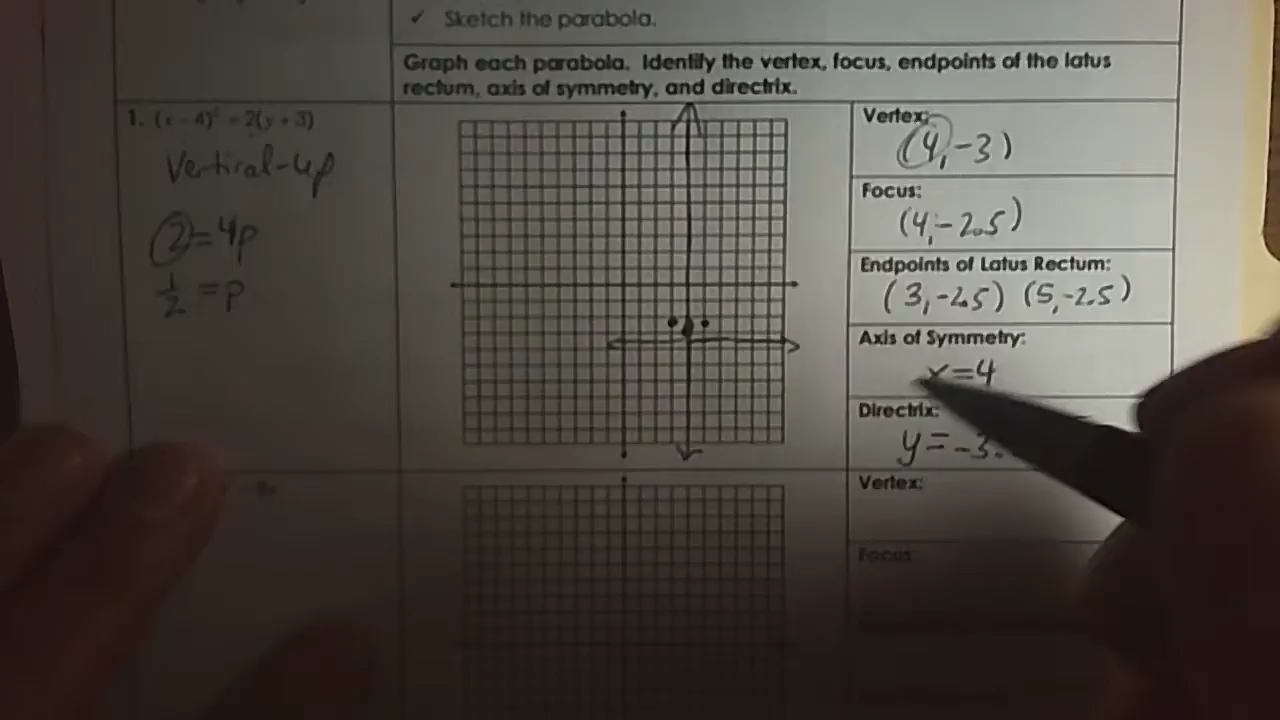 ✓ Sketch the parabola.
Graph each parabola. Identify the vertex, focus, endpoints of the latus
rectum, axis of symmetry, and directrix.
1. (x − 4)² = 2(y + 3)
Vertical-up
2 = 4p
1/2 = p
Vertex:
(4, -3)
Focus:
(4, -2.5)
Endpoints of Latus Rectum:
(3, -2.5) (5, -2.5)
Axis of Symmetry:
x = 4
Directrix:
y = -3.
Vertex:
Focus: